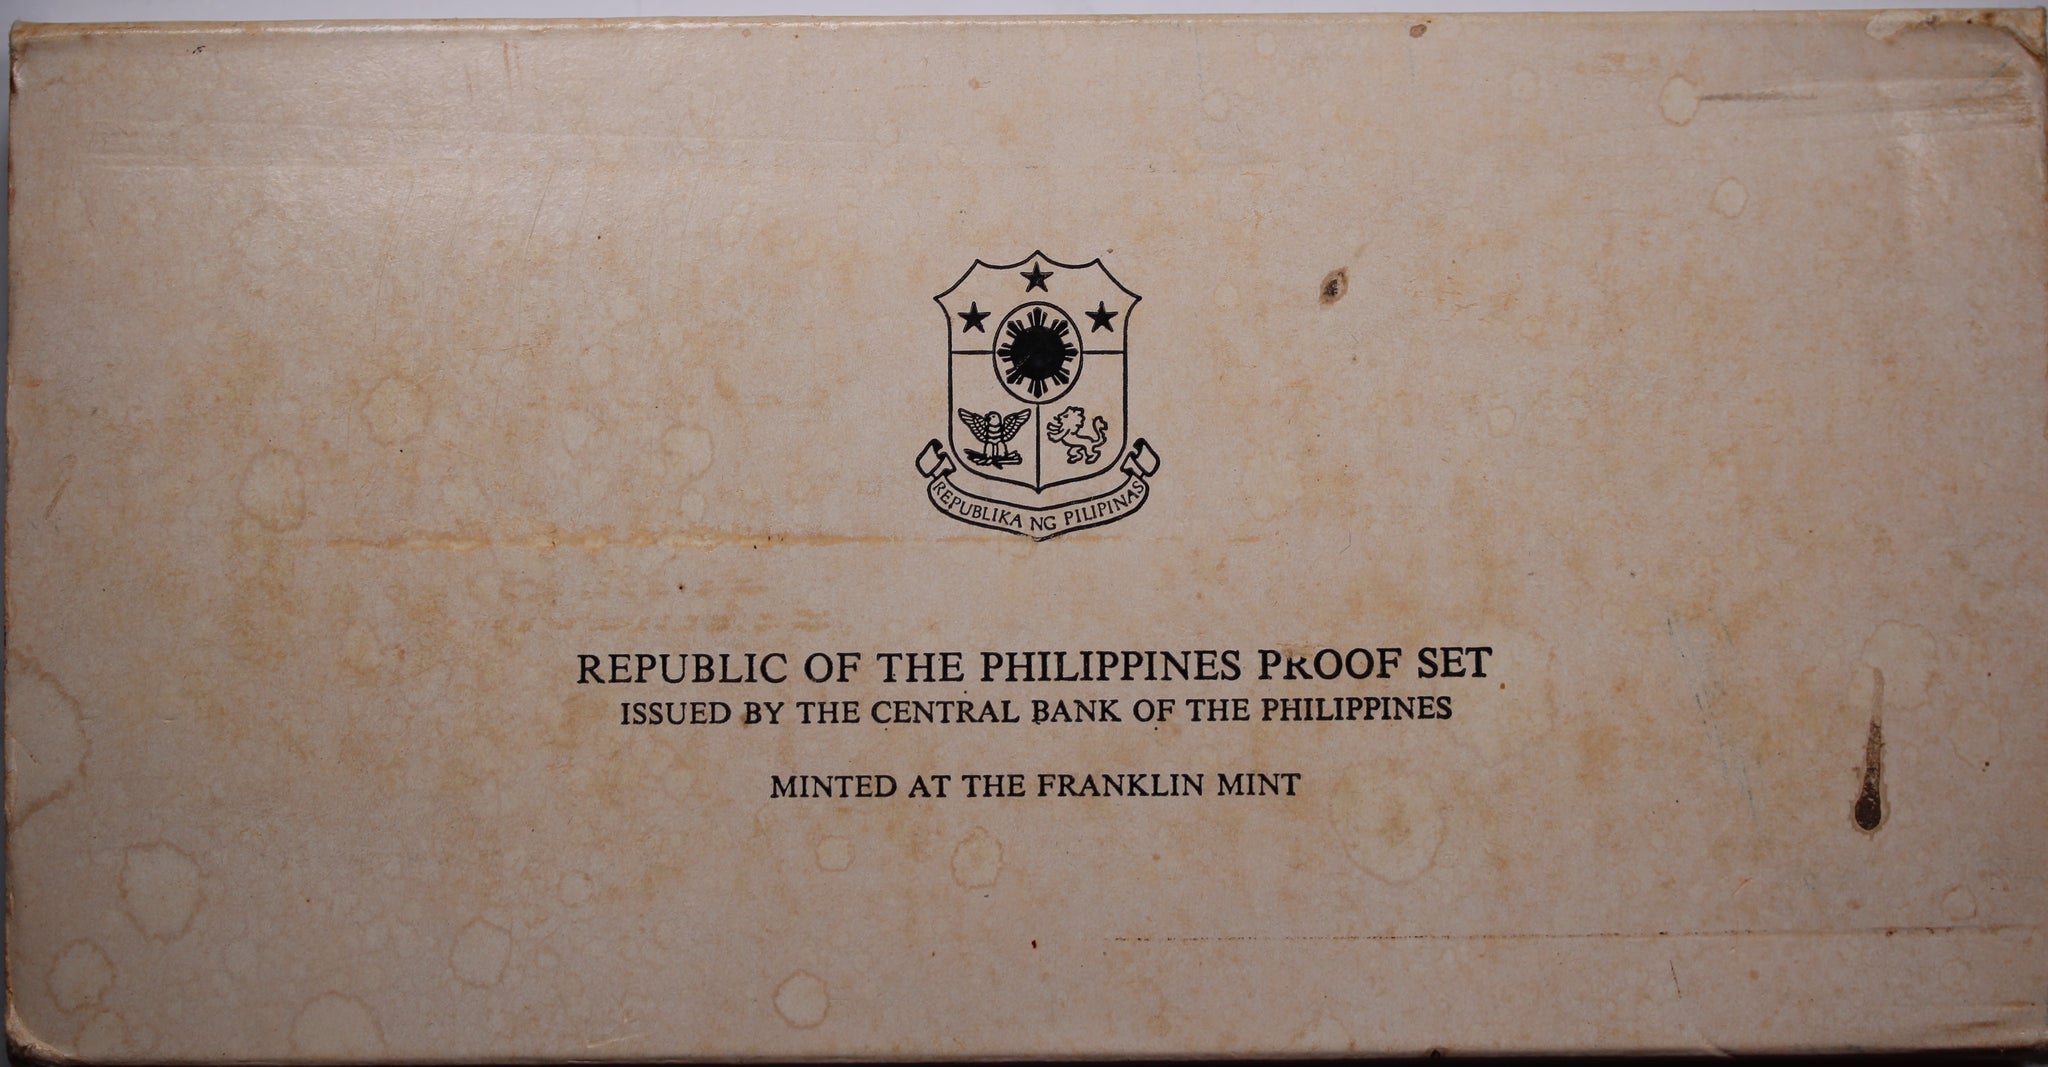 REPUBLIKA NG PILIPINAS
REPUBLIC OF THE PHILIPPINES PROOF SET
ISSUED BY THE CENTRAL BANK OF THE PHILIPPINES
MINTED AT THE FRANKLIN MINT